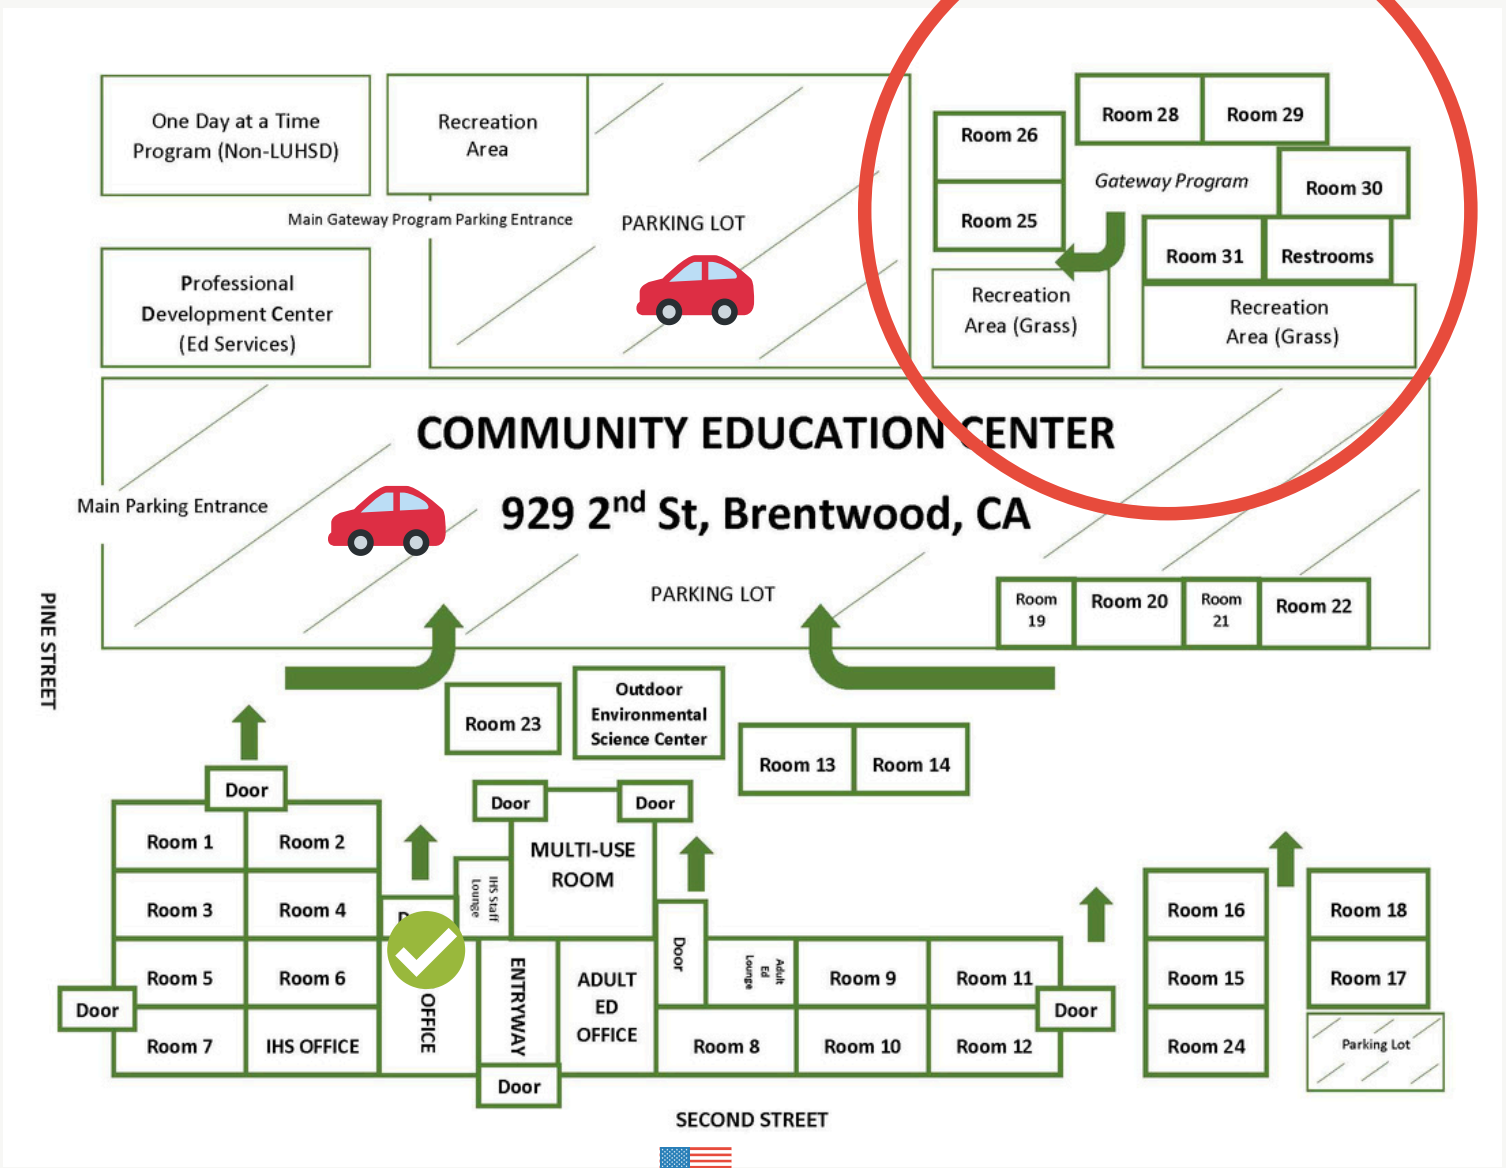 One Day at a Time
Program (Non-LUHSD)
Recreation
Area
Room 28
Room 29
Room 26
Gateway Program
Room 30
Main Gateway Program Parking Entrance
PARKING LOT
Room 25
Room 31
Restrooms
Professional
Development Center
(Ed Services)
Recreation
Area (Grass)
Recreation
Area (Grass)
COMMUNITY EDUCATION CENTER
929 2nd St, Brentwood, CA
Main Parking Entrance
PARKING LOT
Room
19
Room 20
Room
21
Room 22
PINE STREET
Room 23
Outdoor
Environmental
Science Center
Room 13
Room 14
Door
Door
Door
Room 1
Room 2
MULTI-USE
ROOM
IHS Staff
Lounge
Room 3
Room 4
Room 16
Room 18
Door
Adult
Ed
Lounge
Room 5
Room 6
OFFICE
ENTRYWAY
ADULT
ED
OFFICE
Room 9
Room 11
Room 15
Room 17
Door
Door
Room 7
IHS OFFICE
Room 8
Room 10
Room 12
Room 24
Parking Lot
Door
SECOND STREET